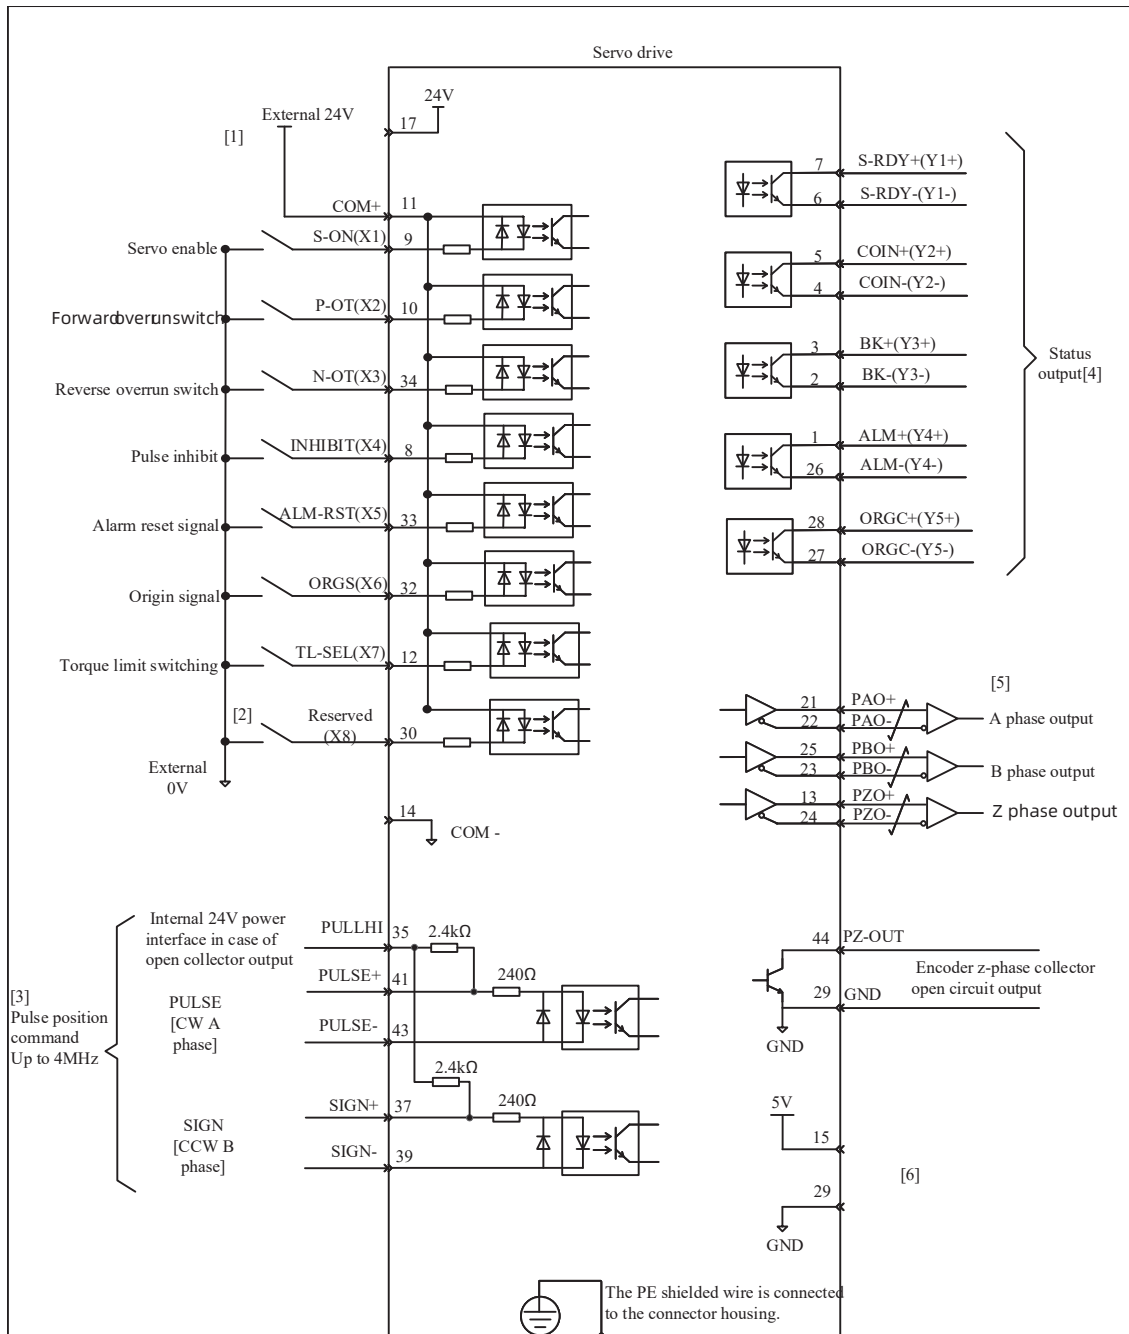 Servo drive
24V
External 24V
17
[1]
COM+
11
S-ON(X1)
9
Servo enable
P-OT(X2)
10
Forwardoverrunswitch
N-OT(X3)
34
Reverse overrun switch
INHIBIT(X4)
8
Pulse inhibit
ALM-RST(X5)
33
Alarm reset signal
ORGS(X6)
32
Origin signal
TL-SEL(X7)
12
Torque limit switching
[2]
Reserved
(X8)
30
External
0V
14
COM -
7
S-RDY+(Y1+)
6
S-RDY-(Y1-)
5
COIN+(Y2+)
4
COIN-(Y2-)
3
BK+(Y3+)
2
BK-(Y3-)
1
ALM+(Y4+)
26
ALM-(Y4-)
28
ORGC+(Y5+)
27
ORGC-(Y5-)
Status
output[4]
[5]
21
PAO+
22
PAO-
A phase output
25
PBO+
23
PBO-
B phase output
13
PZO+
24
PZO-
Z phase output
Internal 24V power
interface in case of
open collector output
PULLHI
35
2.4kΩ
PULSE+
41
240Ω
[3]
Pulse position
command
Up to 4MHz
PULSE
[CW A
phase]
PULSE-
43
2.4kΩ
SIGN+
37
240Ω
SIGN
[CCW B
phase]
SIGN-
39
44
PZ-OUT
Encoder z-phase collector
open circuit output
29
GND
GND
5V
15
[6]
29
GND
The PE shielded wire is connected
to the connector housing.